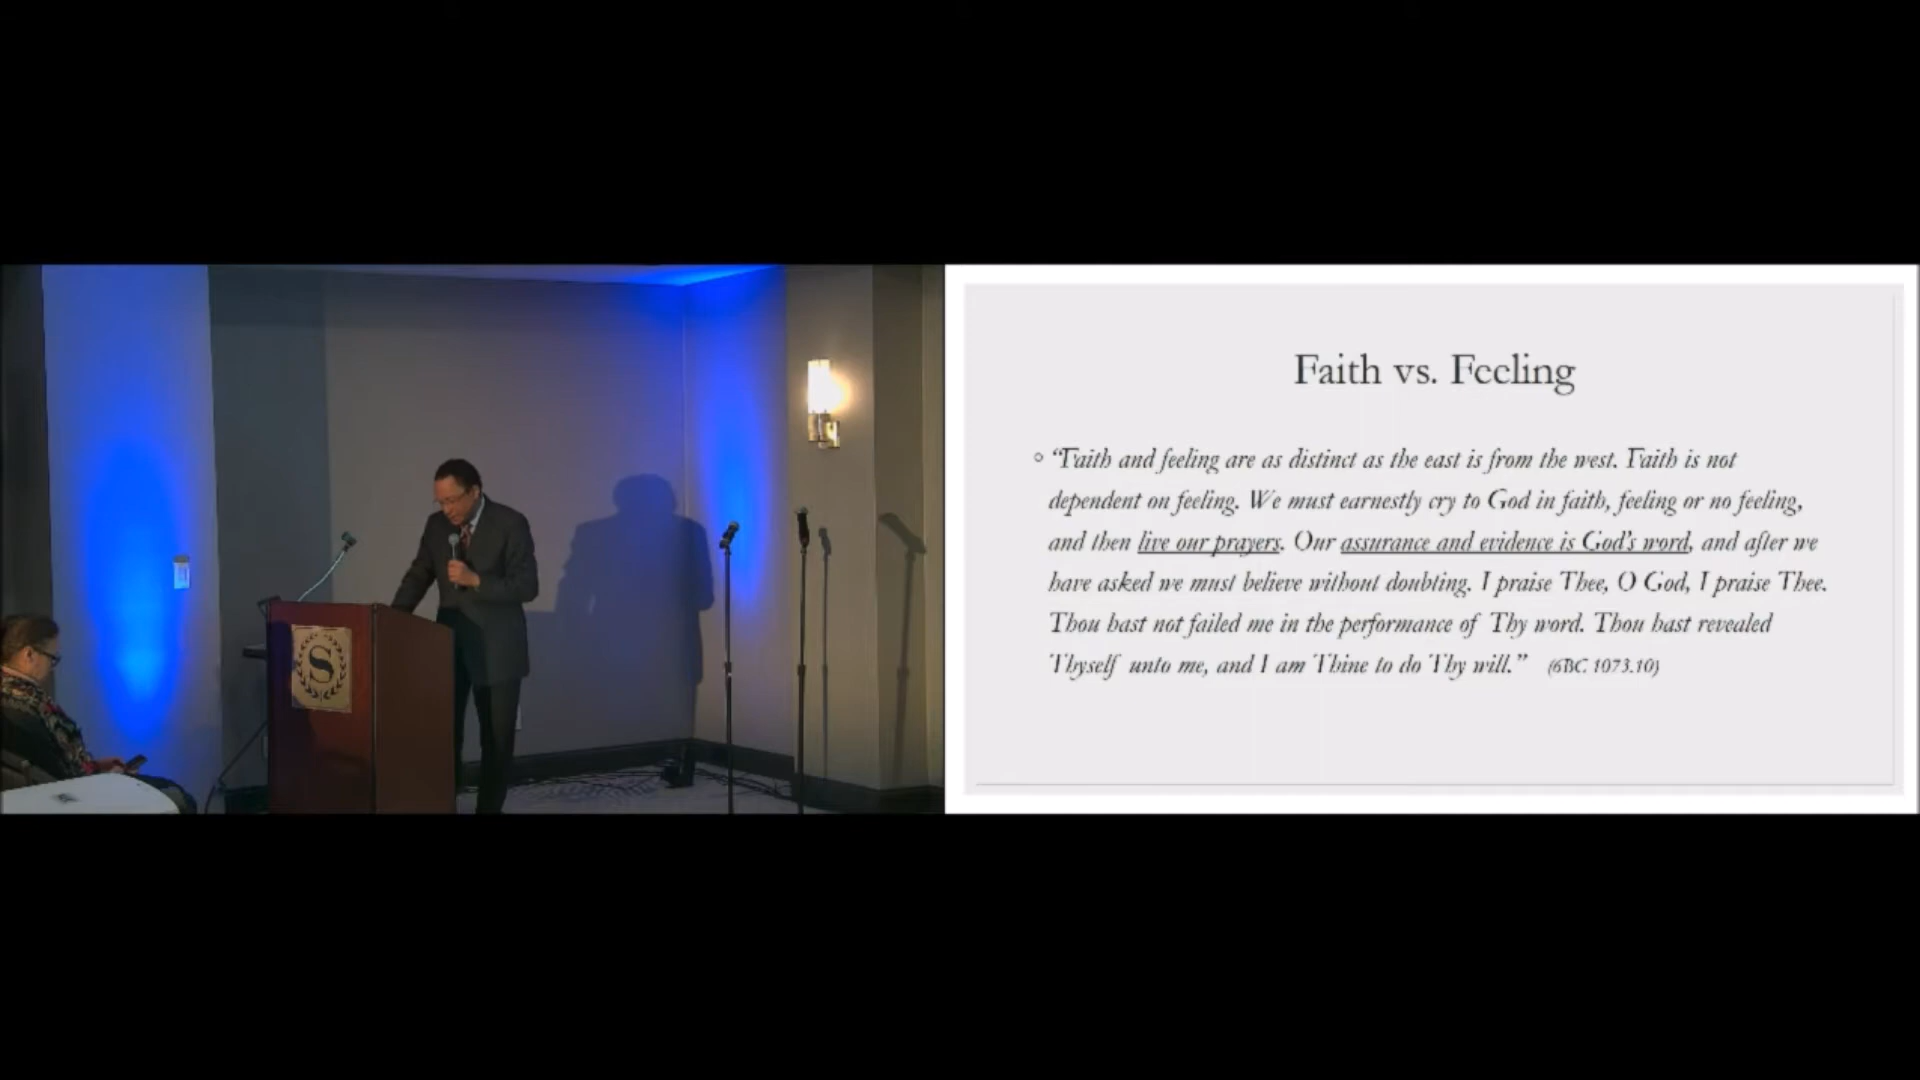 S
Faith vs. Feeling
“Faith and feeling are as distinct as the east is from the west. Faith is not
dependent on feeling. We must earnestly cry to God in faith, feeling or no feeling,
and then live our prayers. Our assurance and evidence is God's word, and after we
have asked we must believe without doubting. I praise Thee, O God, I praise Thee.
Thou hast not failed me in the performance of Thy word. Thou hast revealed
Thyself unto me, and I am Thine to do Thy will.” (6BC 1073.10)